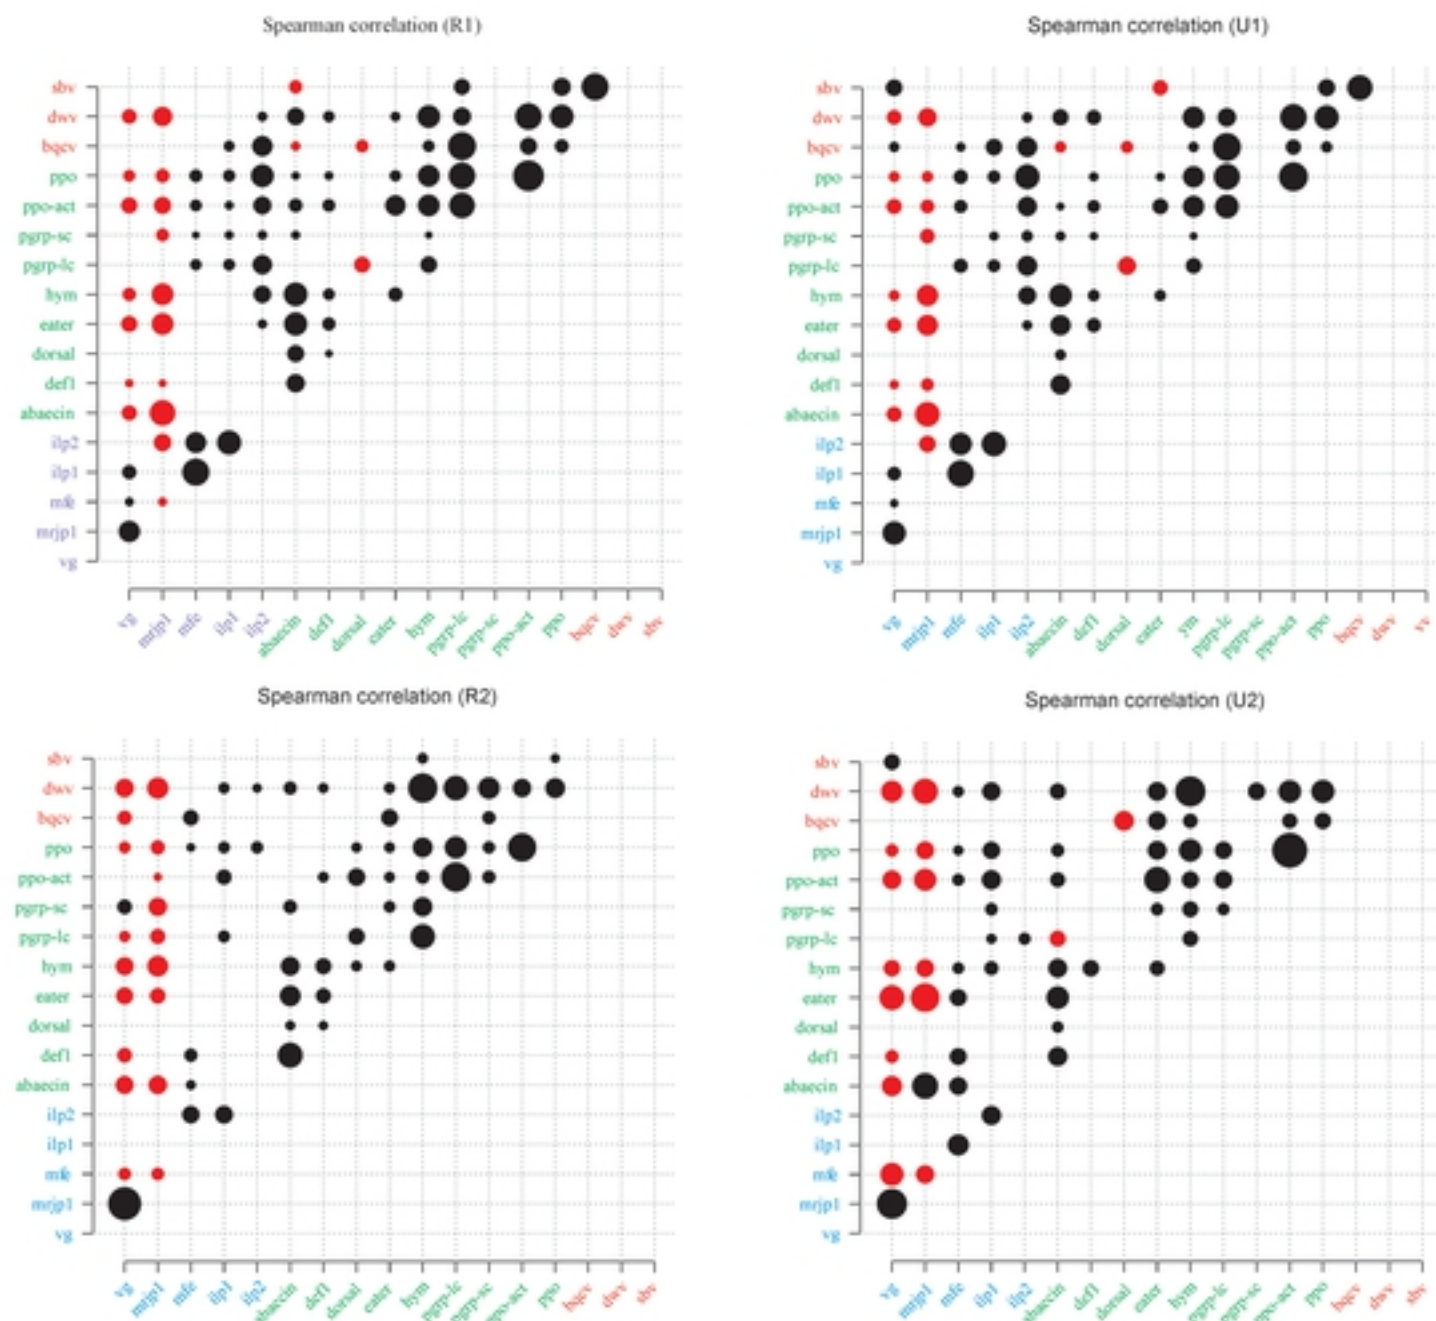 Spearman correlation (R1)
sbv
dwv
bqcv
ppo
ppo-act
pgrp-sc
pgrp-lc
hym
eater
dorsal
def1
abaecin
ilp2
ilp1
mfe
mrjp1
vg
vg
mrjp1
mfe
ilp1
ilp2
abaecin
def1
dorsal
eater
hym
pgrp-lc
pgrp-sc
ppo-act
ppo
bqcv
dwv
sbv
Spearman correlation (U1)
sbv
dwv
bqcv
ppo
ppo-act
pgrp-sc
pgrp-lc
hym
eater
dorsal
def1
abaecin
ilp2
ilp1
mfe
mrjp1
vg
vg
mrjp1
mfe
ilp1
ilp2
abaecin
def1
dorsal
eater
ym
pgrp-lc
pgrp-sc
ppo-act
ppo
bqcv
dwv
vv
Spearman correlation (R2)
sbv
dwv
bqcv
ppo
ppo-act
pgrp-sc
pgrp-lc
hym
eater
dorsal
def1
abaecin
ilp2
ilp1
mfe
mrjp1
vg
vg
mrjp1
mfe
ilp1
ilp2
abaecin
def1
dorsal
eater
hym
pgrp-lc
pgrp-sc
ppo-act
ppo
bqcv
dwv
sbv
Spearman correlation (U2)
sbv
dwv
bqcv
ppo
ppo-act
pgrp-sc
pgrp-lc
hym
eater
dorsal
def1
abaecin
ilp2
ilp1
mfe
mrjp1
vg
vg
mrjp1
mfe
ilp1
ilp2
abaecin
def1
dorsal
eater
hym
pgrp-lc
pgrp-sc
ppo-act
ppo
bqcv
dwv
sbv